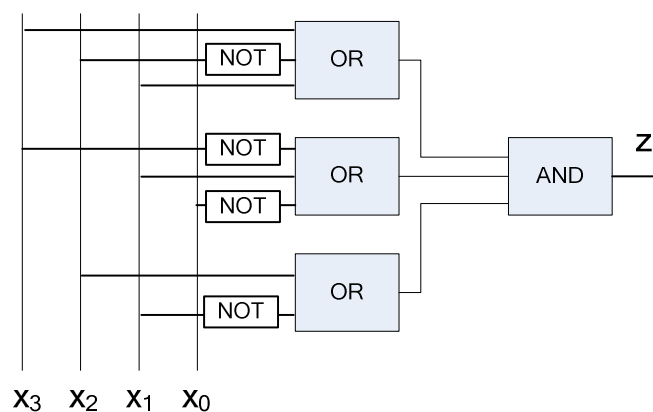 OR
NOT
NOT
OR
NOT
AND
z
OR
NOT
x₃ x₂ x₁ x₀